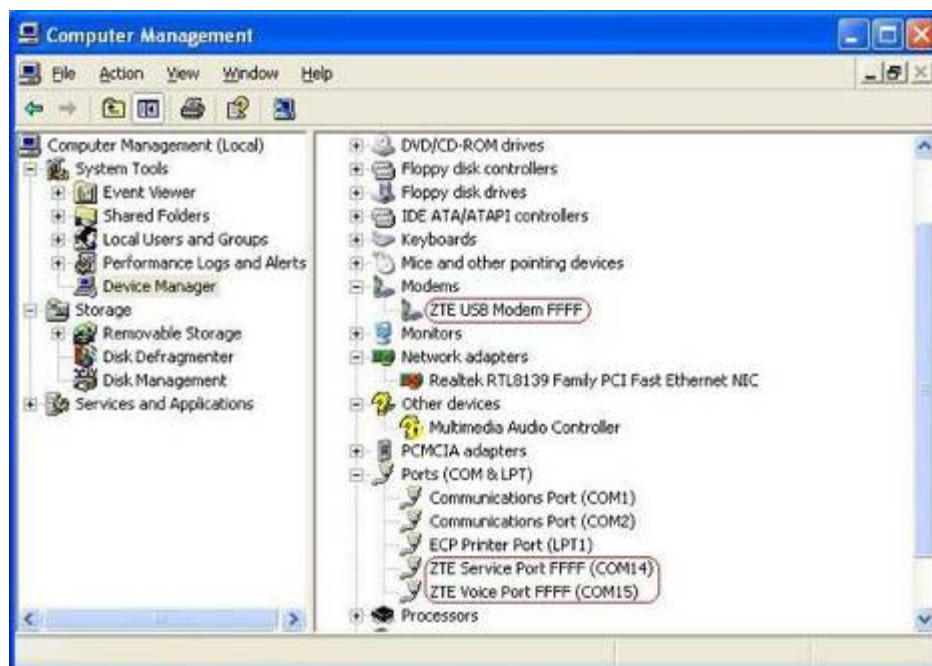 Computer Management
File Action View Window Help
Computer Management (Local)
System Tools
Event Viewer
Shared Folders
Local Users and Groups
Performance Logs and Alerts
Device Manager
Storage
Removable Storage
Disk Defragmenter
Disk Management
Services and Applications
DVD/CD-ROM drives
Floppy disk controllers
Floppy disk drives
IDE ATA/ATAPI controllers
Keyboards
Mice and other pointing devices
Modems
ZTE USB Modem FFFF
Monitors
Network adapters
Realtek RTL8139 Family PCI Fast Ethernet NIC
Other devices
Multimedia Audio Controller
PCMCIA adapters
Ports (COM & LPT)
Communications Port (COM1)
Communications Port (COM2)
ECP Printer Port (LPT1)
ZTE Service Port FFFF (COM14)
ZTE Voice Port FFFF (COM15)
Processors